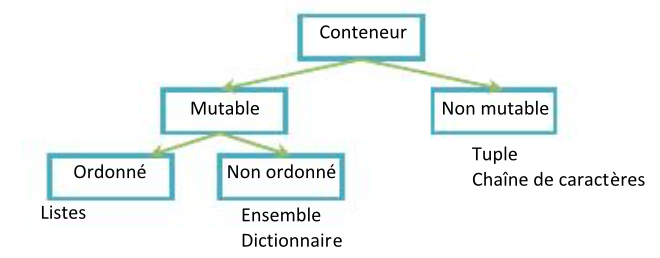 Conteneur
Mutable
Non mutable
Tuple
Chaîne de caractères
Ordonné
Non ordonné
Listes
Ensemble
Dictionnaire